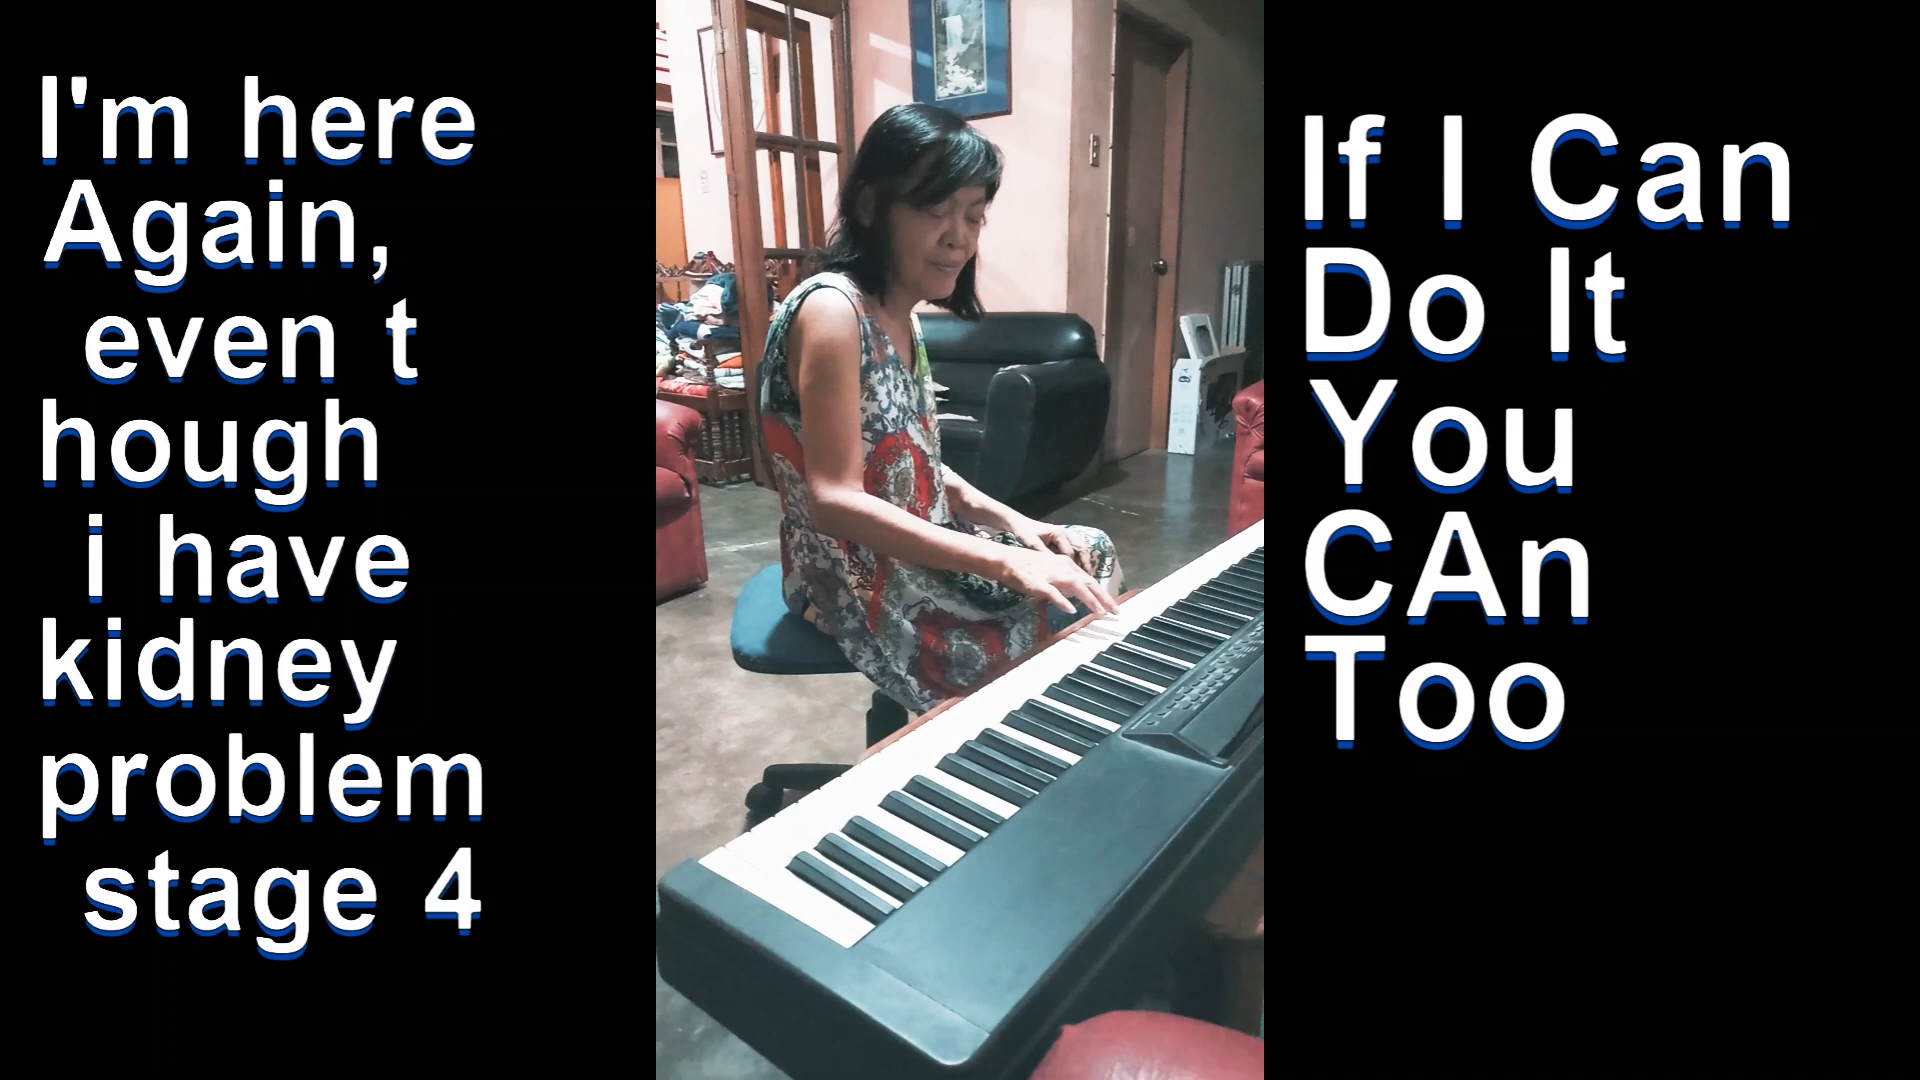 I'm here
Again,
even t
hough
i have
kidney
problem
stage 4
If I Can
Do It
You
CAn
Too